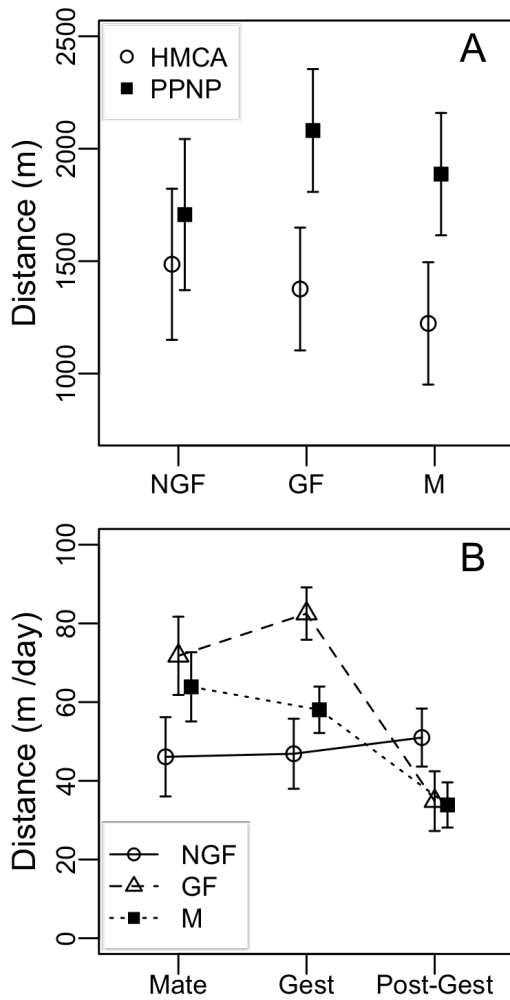 A
HMCA
PPNP
Distance (m)
2500
2000
1500
1000
NGF GF M
B
Distance (m /day)
100
80
60
40
20
0
NGF
GF
M
Mate Gest Post-Gest